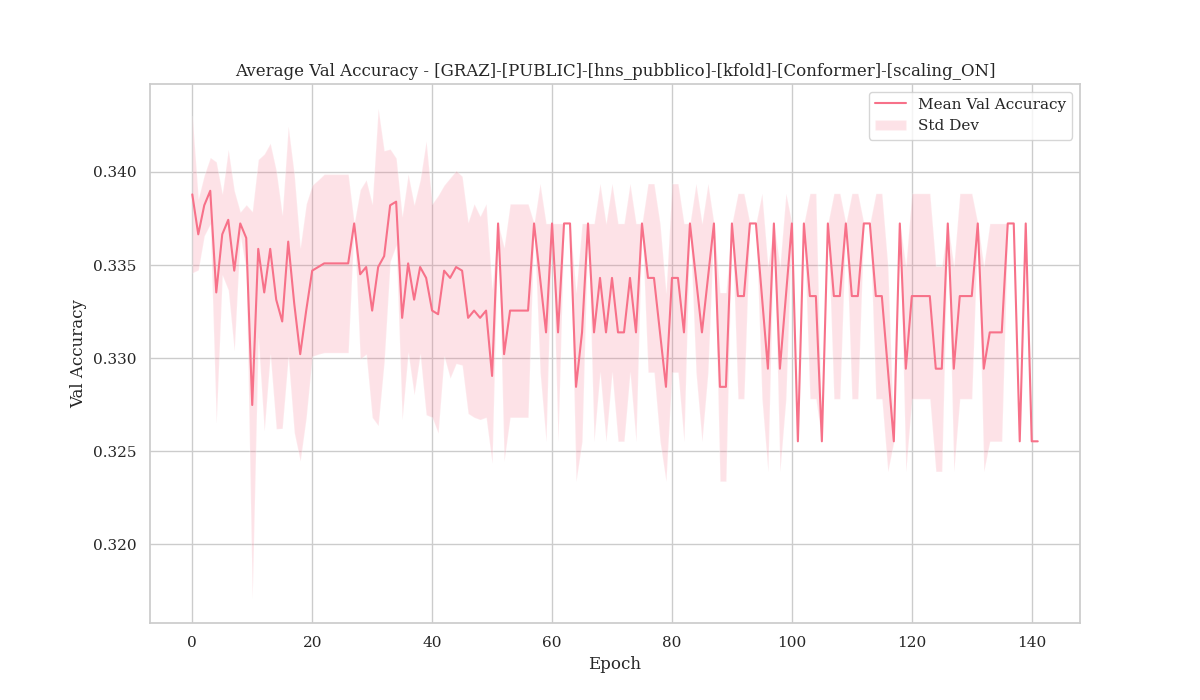 Average Val Accuracy - [GRAZ]-[PUBLIC]-[hns_pubblico]-[kfold]-[Conformer]-[scaling_ON]
Mean Val Accuracy
Std Dev
Val Accuracy
0.340
0.335
0.330
0.325
0.320
0 20 40 60 80 100 120 140
Epoch